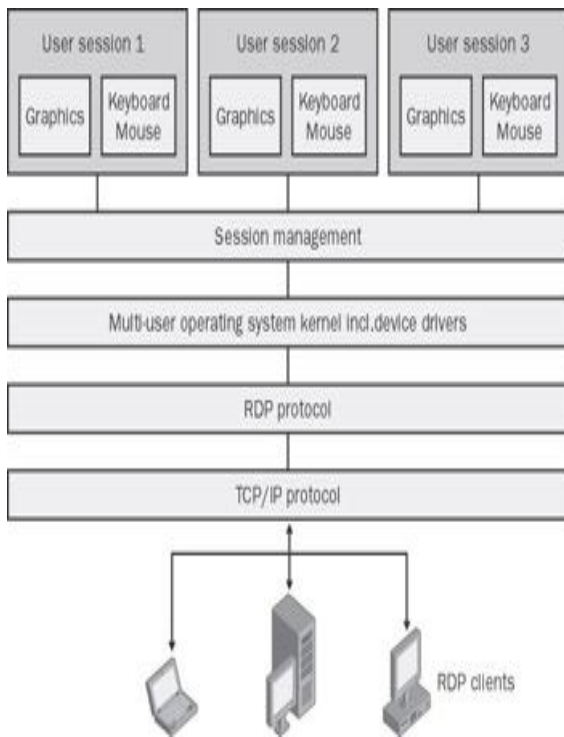 User session 1
User session 2
User session 3
Graphics
Keyboard
Mouse
Graphics
Keyboard
Mouse
Graphics
Keyboard
Mouse
Session management
Multi-user operating system kernel incl.device drivers
RDP protocol
TCP/IP protocol
RDP clients